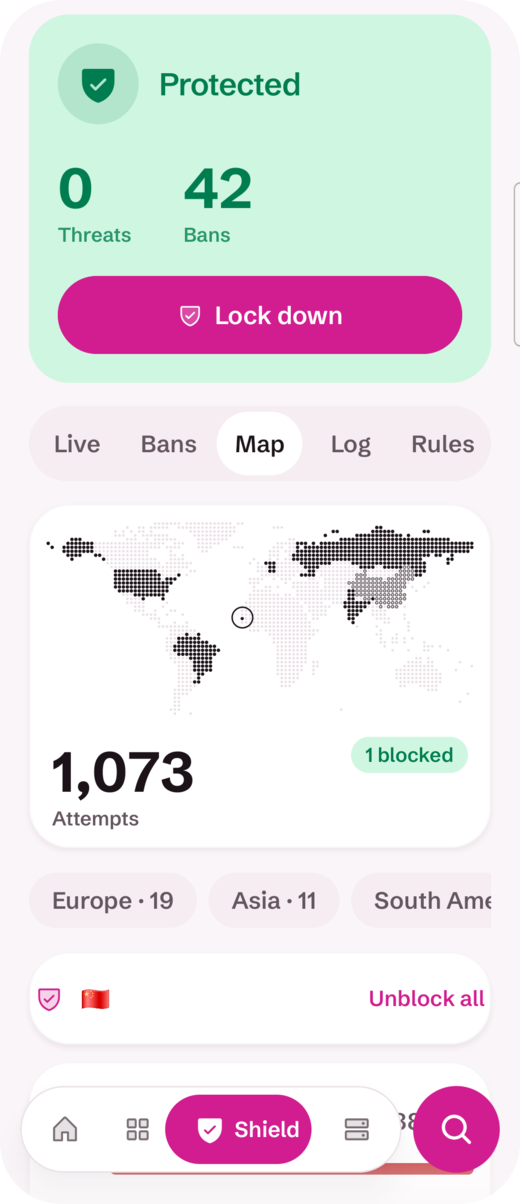 Protected
0 42
Threats Bans
Lock down
Live Bans Map Log Rules
1,073
1 blocked
Attempts
Europe · 19 Asia · 11 South Ame
Unblock all
Shield